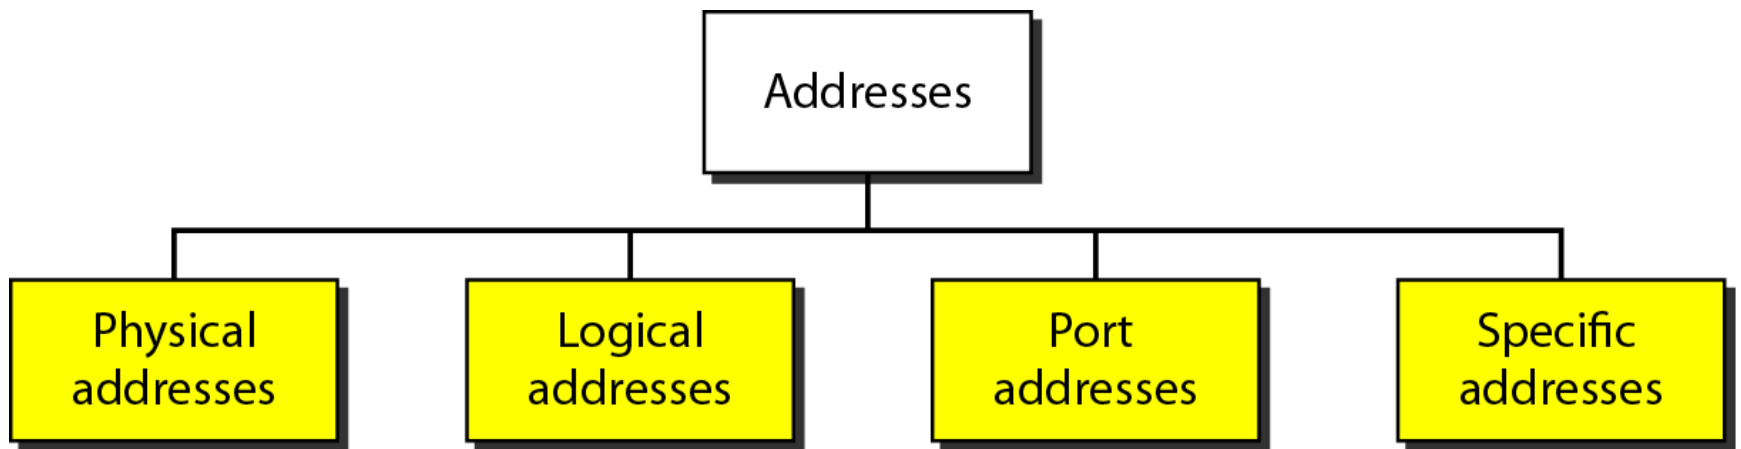 Addresses
Physical
addresses
Logical
addresses
Port
addresses
Specific
addresses